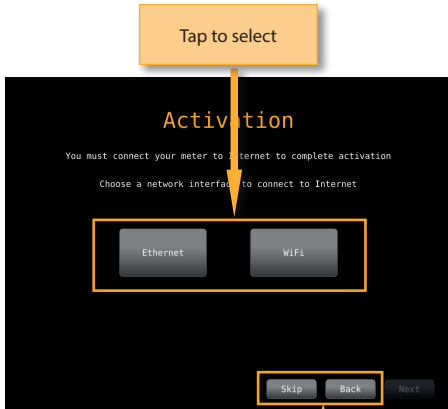 Tap to select
Activation
You must connect your meter to Internet to complete activation
Choose a network interface to connect to Internet
Ethernet WiFi
Skip Back Next